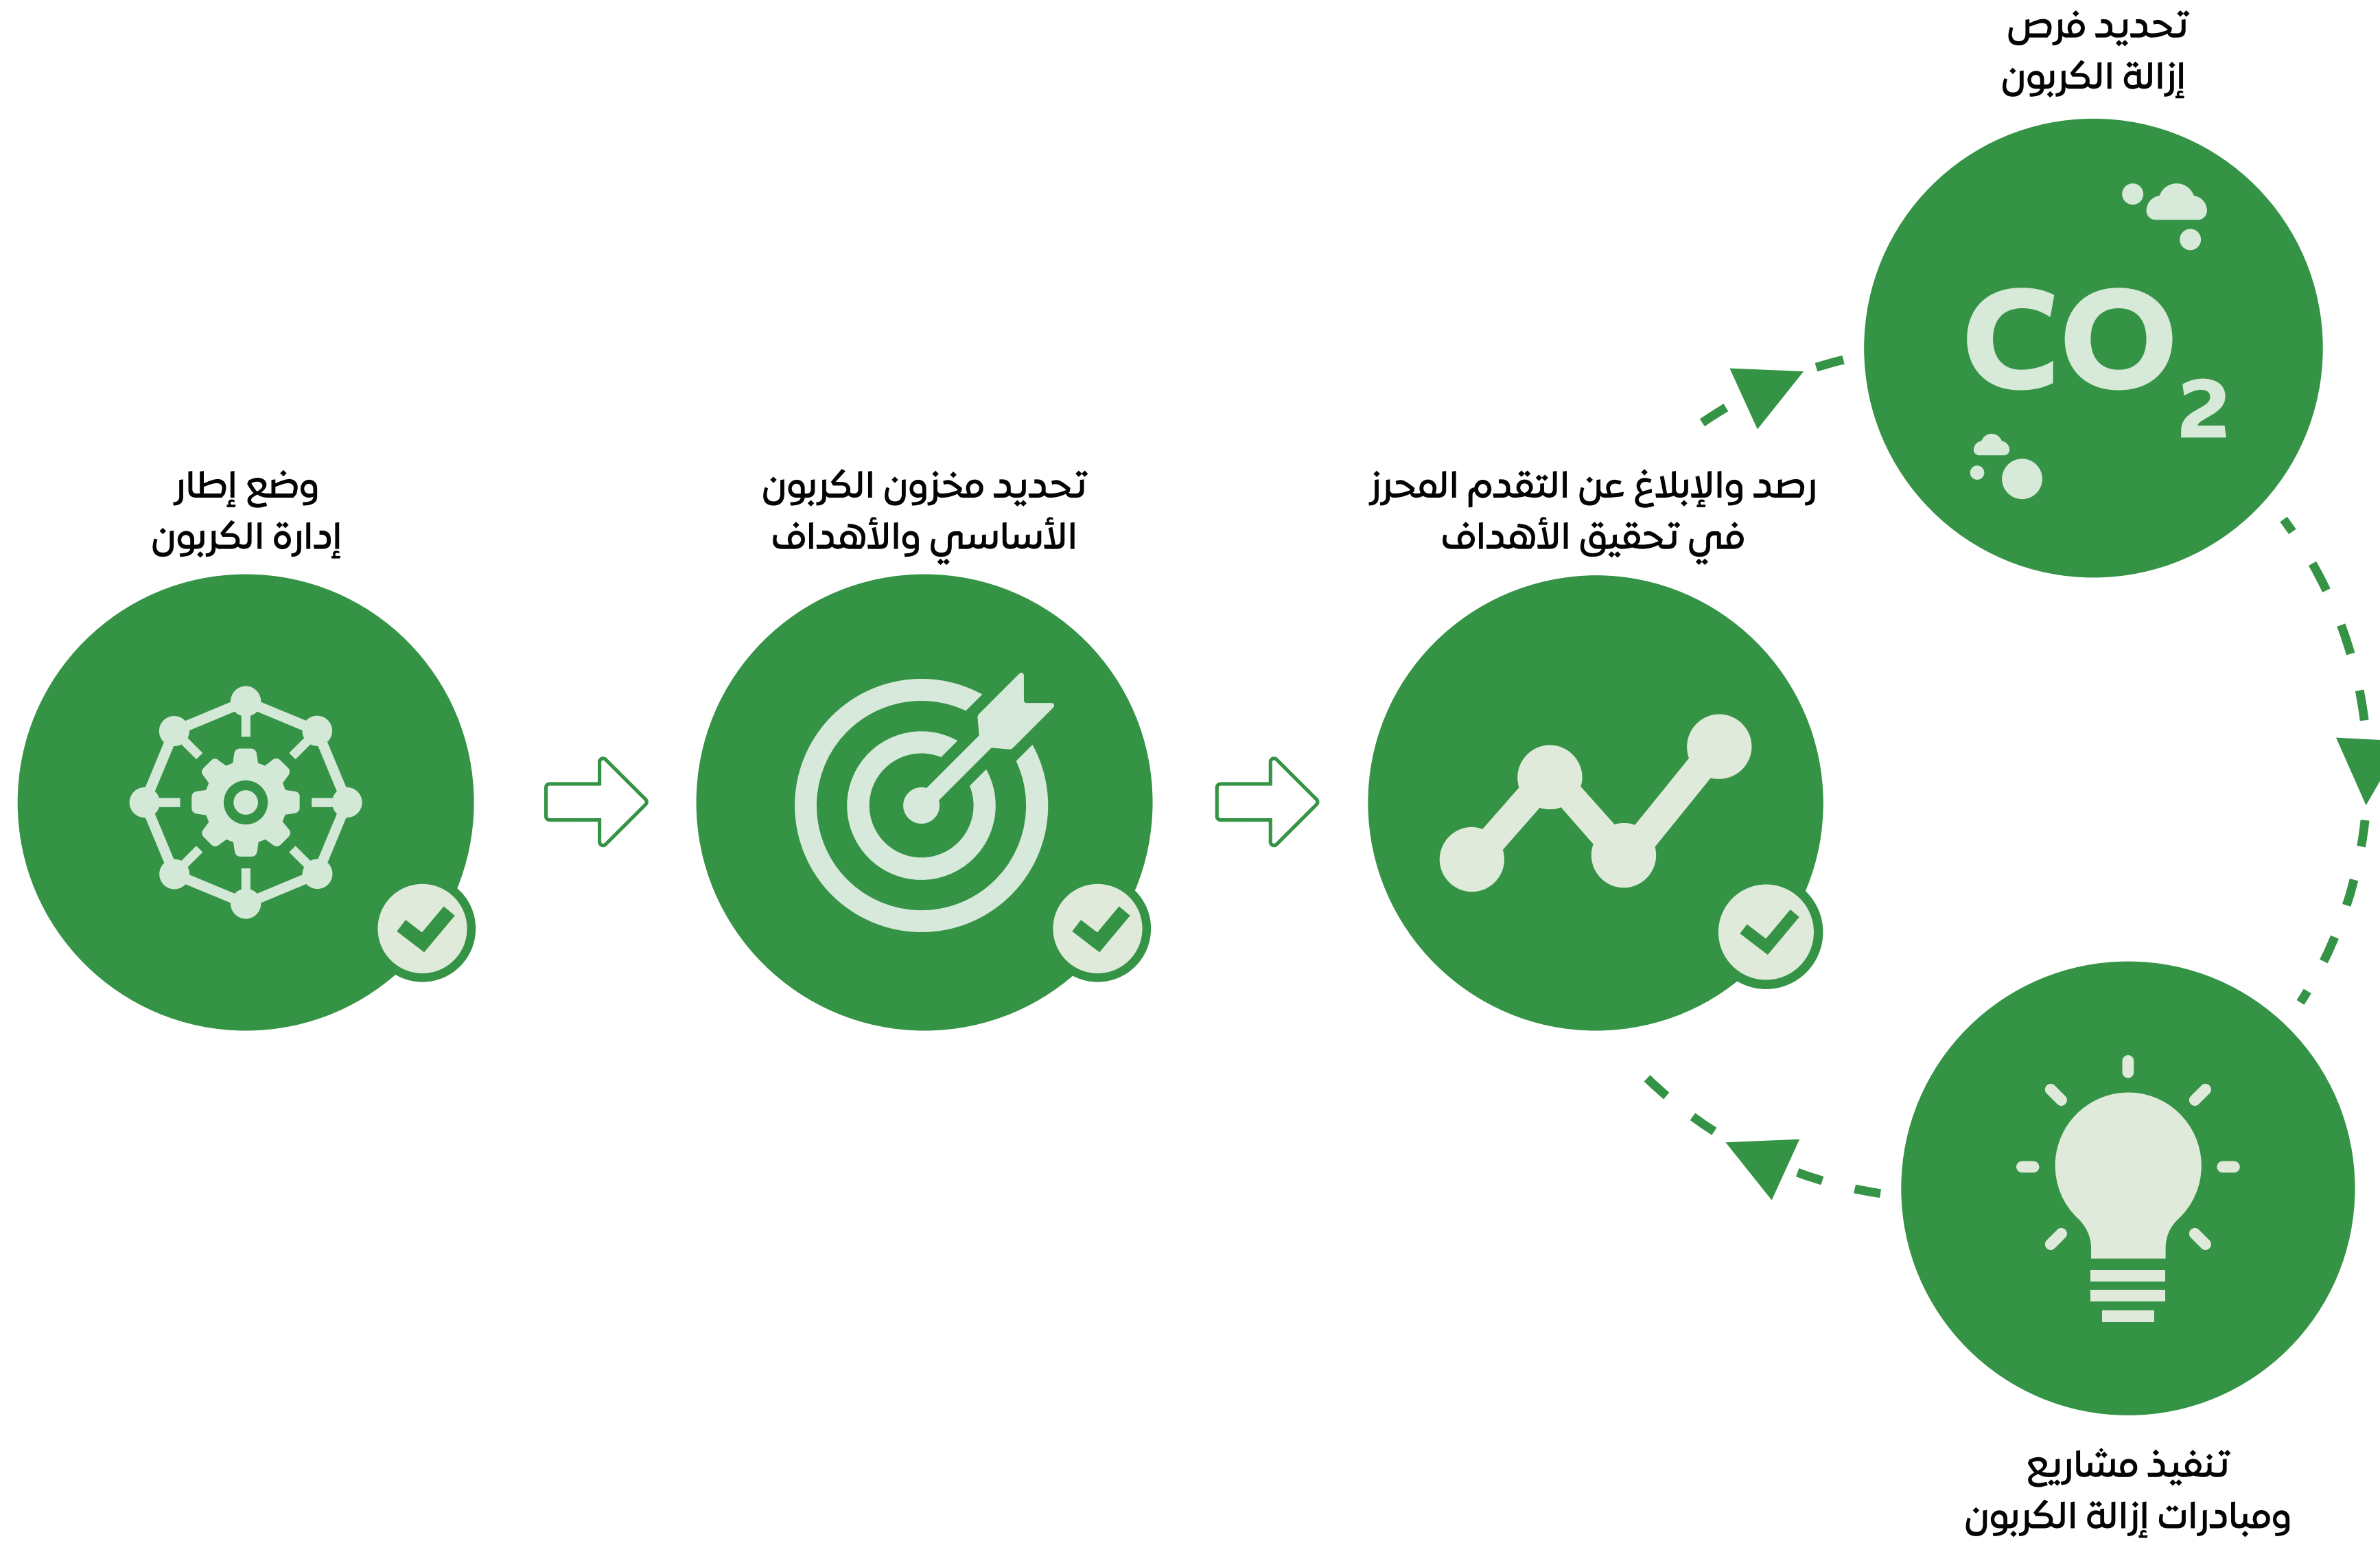 وضع إطار
إدارة الكربون
تحديد مخزون الكربون
الأساسي والأهداف
رصد والإبلاغ عن التقدم المحرز
في تحقيق الأهداف
تحديد فرص
إزالة الكربون
CO2
تنفيذ مشاريع
ومبادرات إزالة الكربون